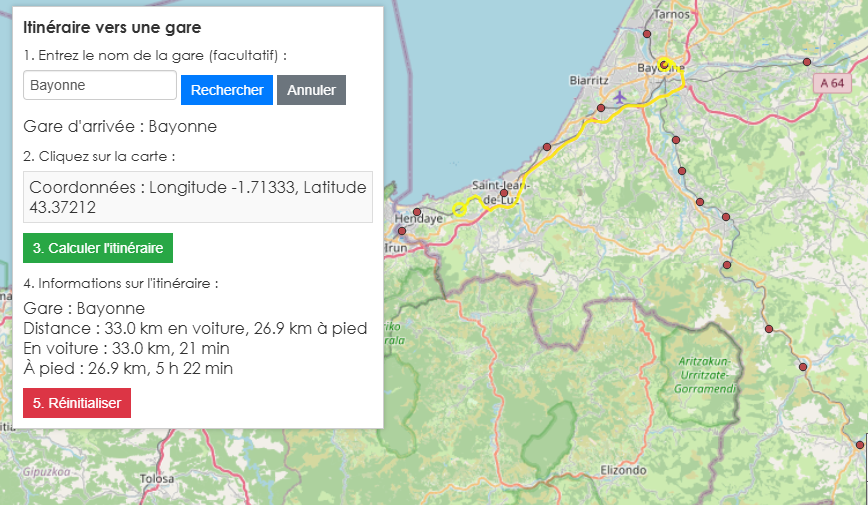 Itinéraire vers une gare
1. Entrez le nom de la gare (facultatif) :
Bayonne
Rechercher
Annuler
Gare d'arrivée : Bayonne
2. Cliquez sur la carte :
Coordonnées : Longitude -1.71333, Latitude
43.37212
3. Calculer l'itinéraire
4. Informations sur l'itinéraire :
Gare : Bayonne
Distance : 33.0 km en voiture, 26.9 km à pied
En voiture : 33.0 km, 21 min
À pied : 26.9 km, 5 h 22 min
5. Réinitialiser
Tarnos
Bayonne
Biarritz
A 64
Saint-Jean-
de-Luz
Hendaye
Irun
Aritzakun-
Urritzate-
Gorramendi
Elizondo
Gipuzkoa
Tolosa